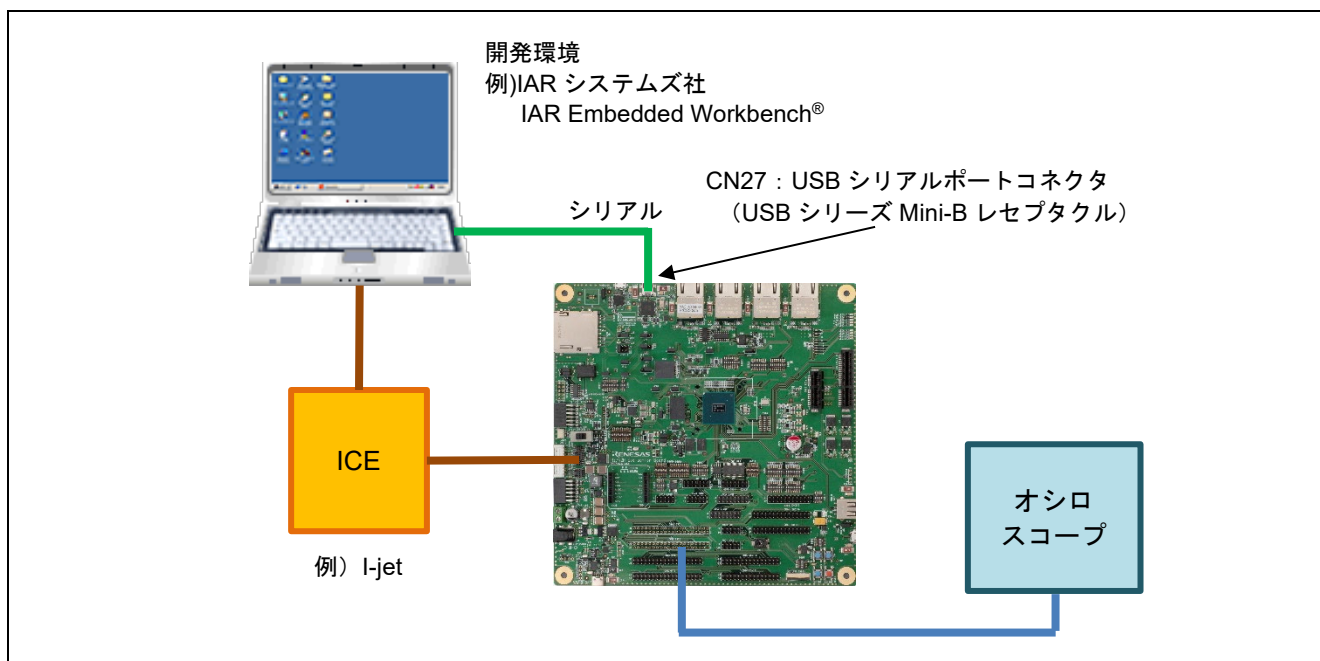 開発環境
例)IAR システムズ社
IAR Embedded Workbench®
CN27：USB シリアルポートコネクタ
（USB シリーズ Mini-B レセプタクル）
シリアル
ICE
例）I-jet
RENESAS
オシロ
スコープ